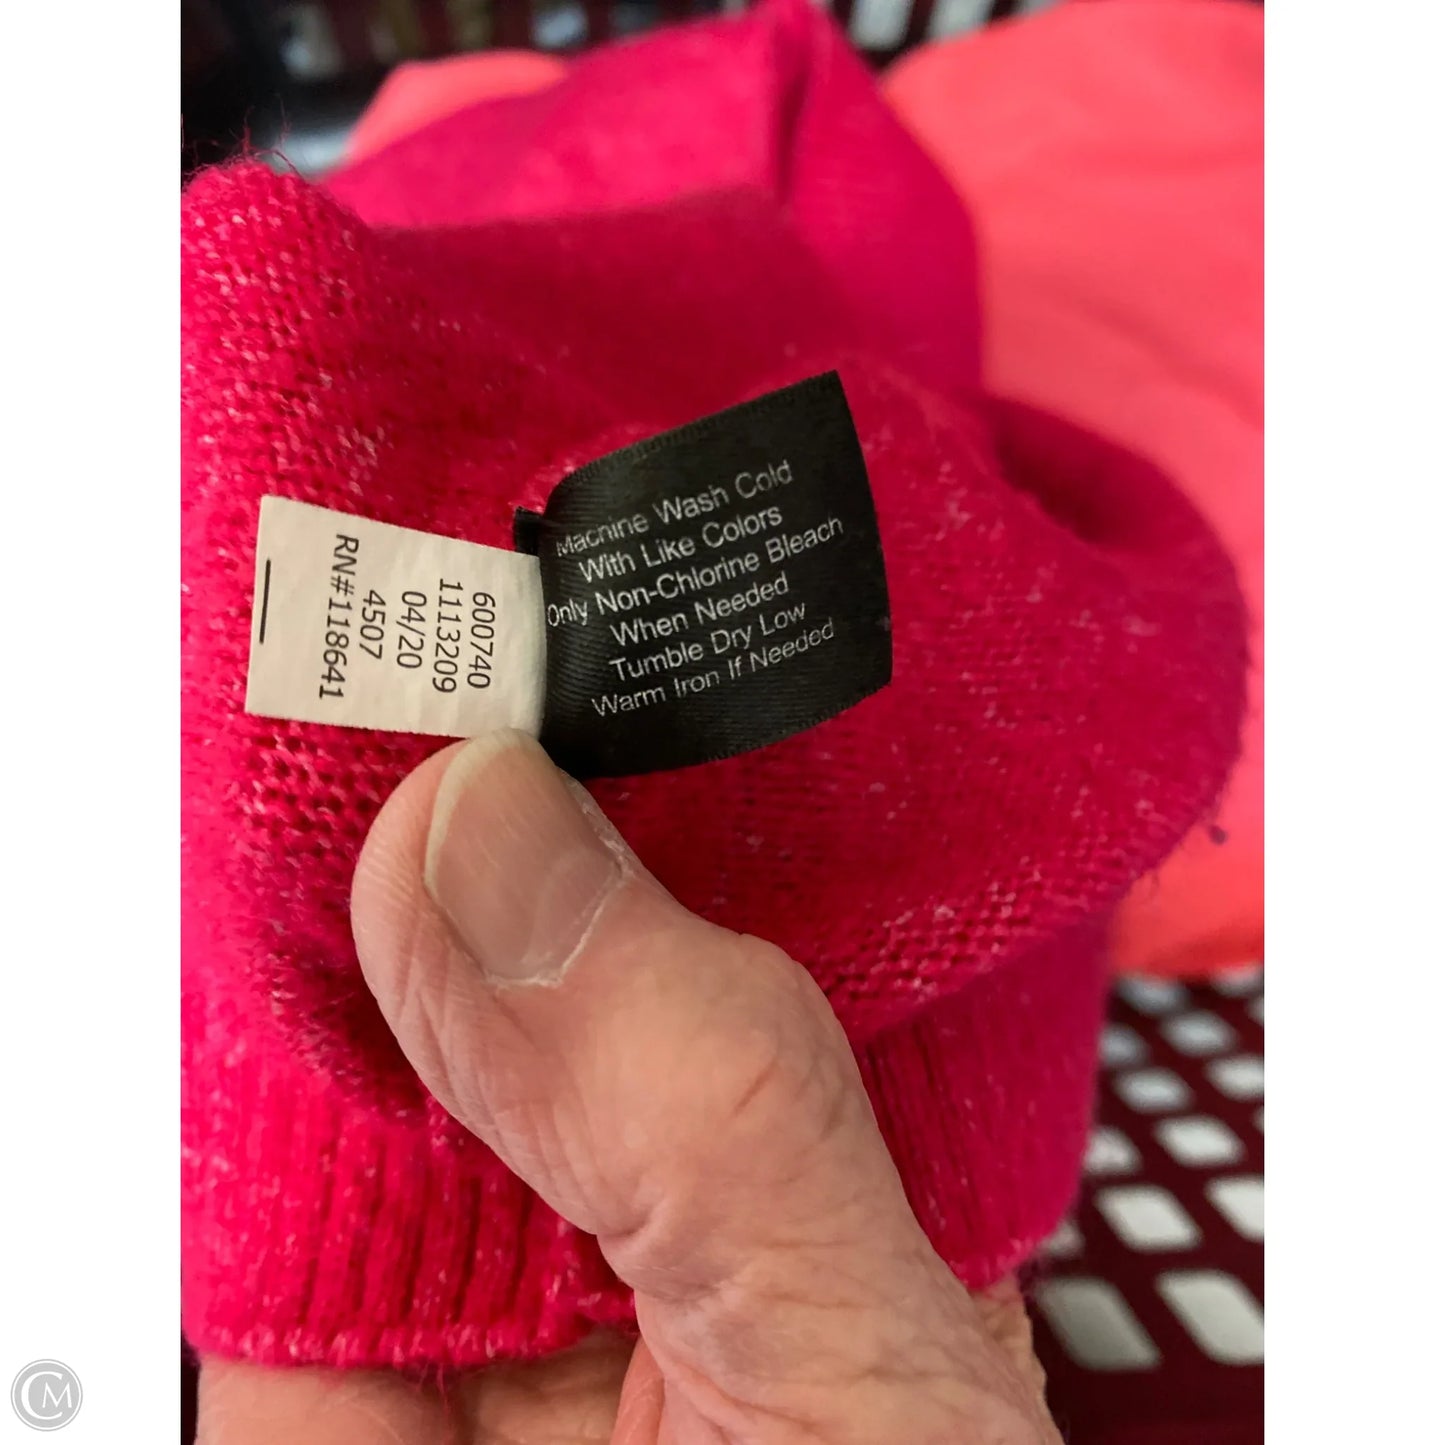 600740
1113209
04/20
4507
RN#118641
Machine Wash Cold
With Like Colors
Only Non-Chlorine Bleach
When Needed
Tumble Dry Low
Warm Iron If Needed
CM